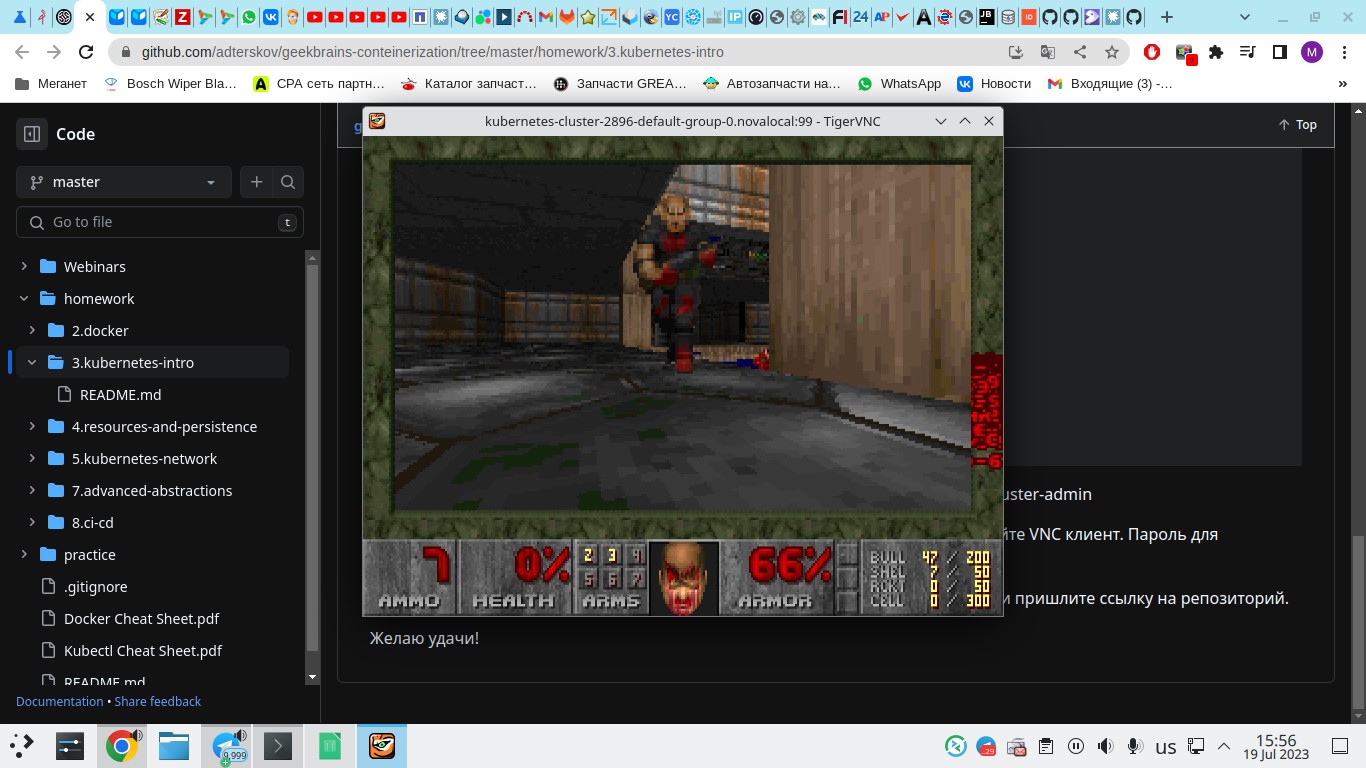 github.com/adterskov/geekbrains-conteinerization/tree/master/homework/3.kubernetes-intro
M
Меганет
Bosch Wiper Bla…
CPA сеть партн…
Каталог запчаст…
Запчасти GREA…
Автозапчасти на…
WhatsApp
Новости
Входящие (3) -…
»
Code
master
Go to file
t
Webinars
homework
2.docker
3.kubernetes-intro
README.md
4.resources-and-persistence
5.kubernetes-network
7.advanced-abstractions
8.ci-cd
practice
.gitignore
Docker Cheat Sheet.pdf
Kubectl Cheat Sheet.pdf
README.md
Documentation • Share feedback
Top
kubernetes-cluster-2896-default-group-0.novalocal:99 - TigerVNC
7
AMMO
0%
HEALTH
2 3 4
5 6 7
ARMS
66%
ARMOR
BULL 47 / 200
SHEL 7 / 50
RCKT 0 / 50
CELL 0 / 300
uster-admin
йте VNC клиент. Пароль для
и пришлите ссылку на репозиторий.
Желаю удачи!
9,999
29
us
15:56
19 Jul 2023